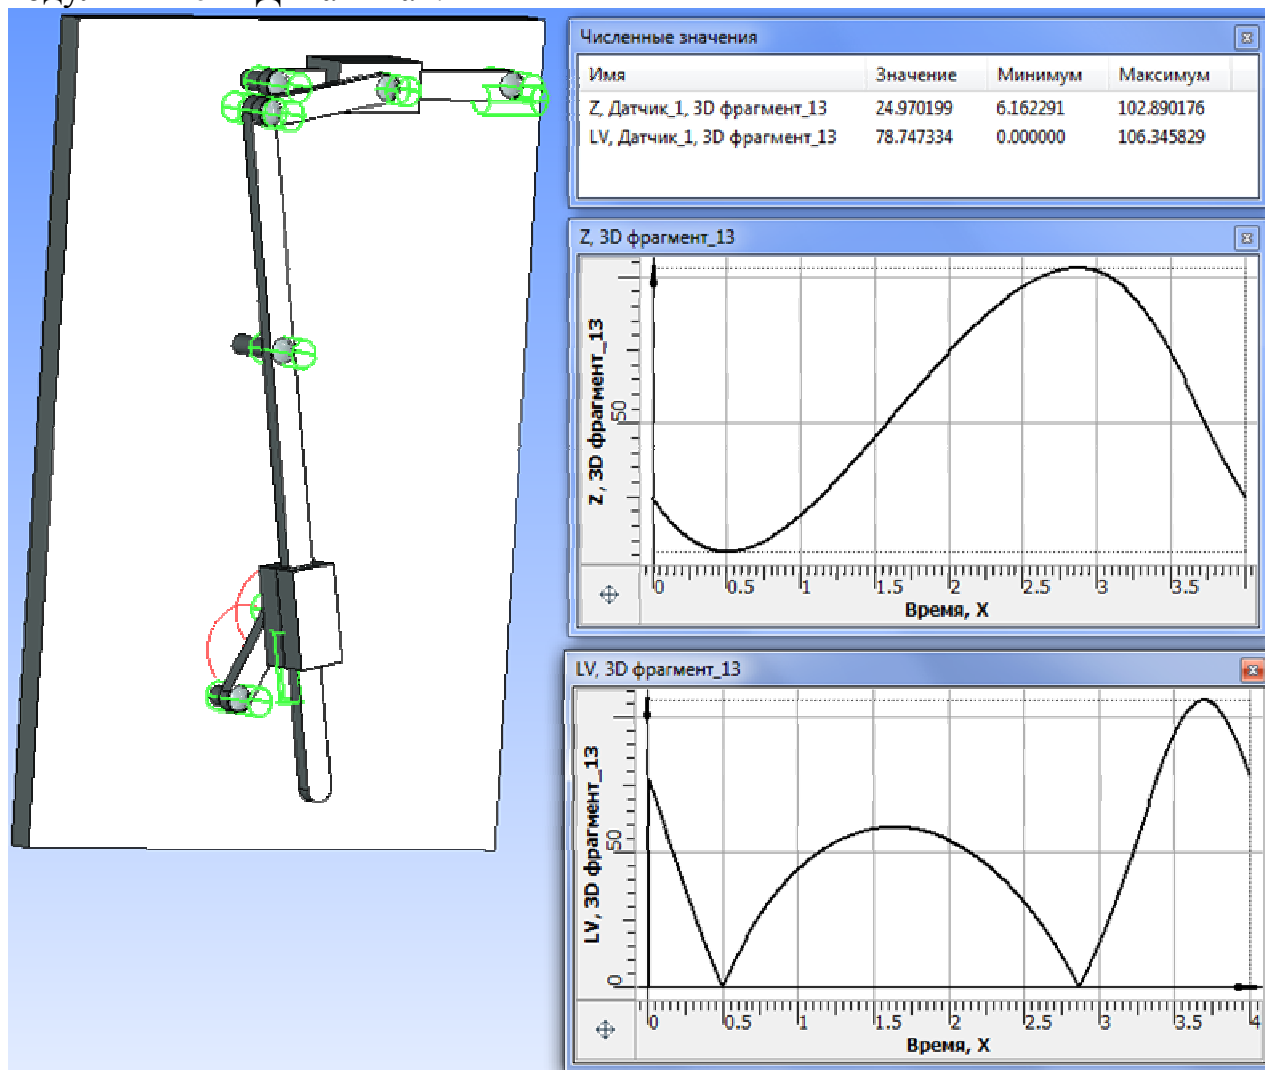 Численные значения
Имя Значение Минимум Максимум
Z, Датчик_1, 3D фрагмент_13 24.970199 6.162291 102.890176
LV, Датчик_1, 3D фрагмент_13 78.747334 0.000000 106.345829
Z, 3D фрагмент_13
Z, 3D фрагмент_13
50
0 0.5 1 1.5 2 2.5 3 3.5
Время, X
LV, 3D фрагмент_13
LV, 3D фрагмент_13
50
0
0 0.5 1 1.5 2 2.5 3 3.5 4
Время, X